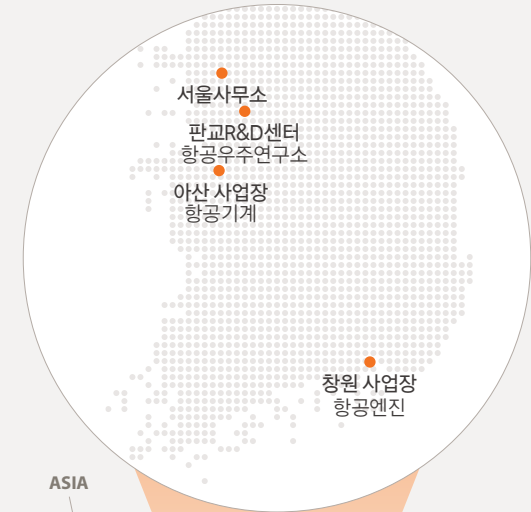 서울사무소
판교R&D센터
항공우주연구소
아산 사업장
항공기계
창원 사업장
항공엔진
ASIA